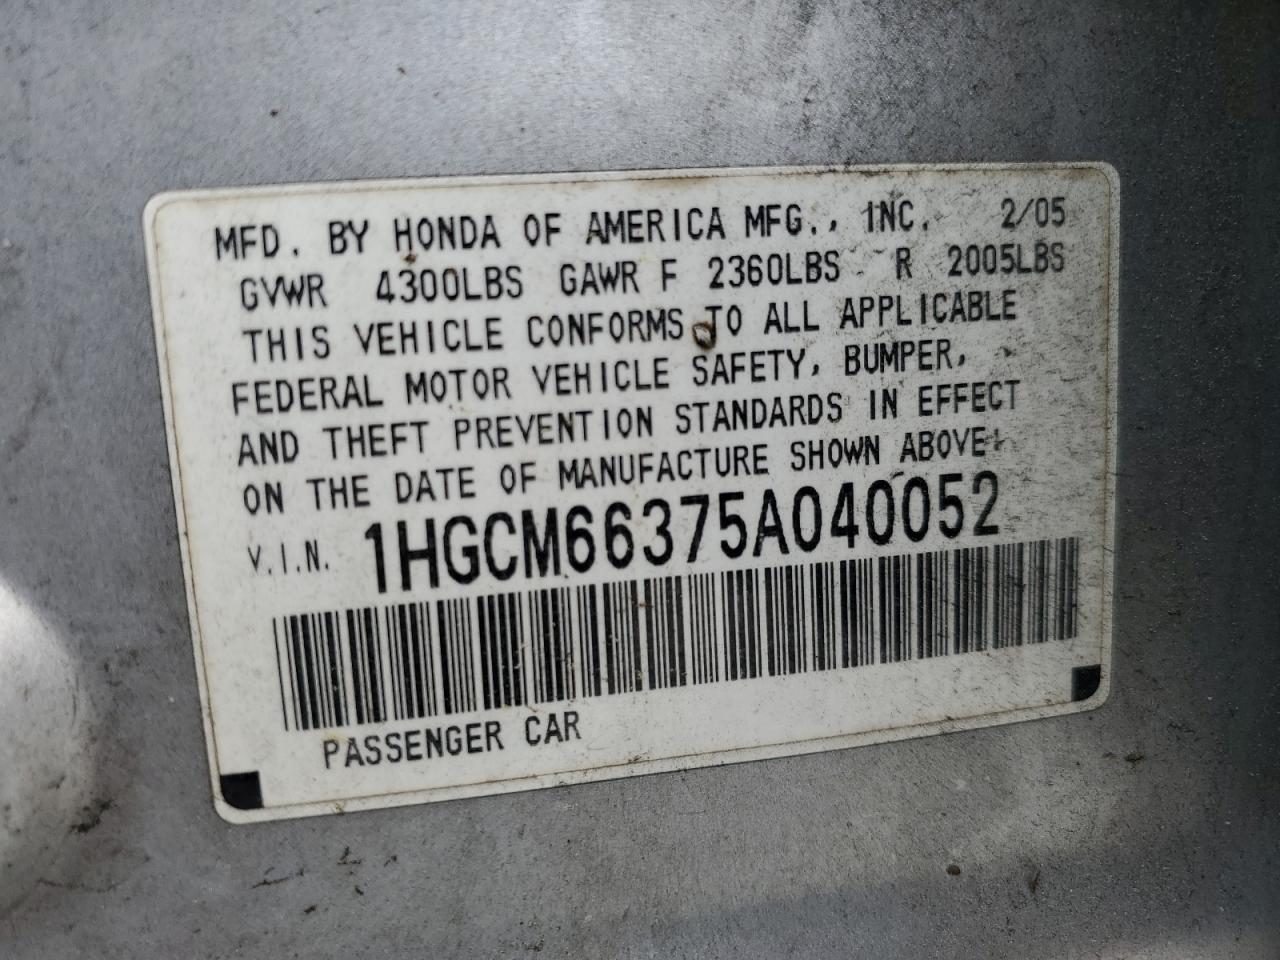 MFD. BY HONDA OF AMERICA MFG., INC. 2/05
GVWR 4300LBS GAWR F 2360LBS R 2005LBS
THIS VEHICLE CONFORMS TO ALL APPLICABLE
FEDERAL MOTOR VEHICLE SAFETY, BUMPER,
AND THEFT PREVENTION STANDARDS IN EFFECT
ON THE DATE OF MANUFACTURE SHOWN ABOVE.
V.I.N. 1HGCM66375A040052
PASSENGER CAR